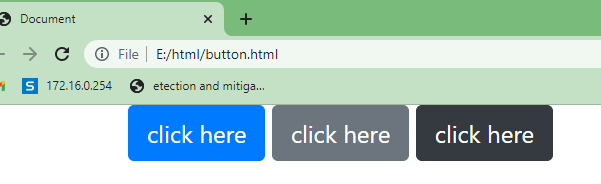 Document
File E:/html/button.html
172.16.0.254 etection and mitiga...
click here click here click here